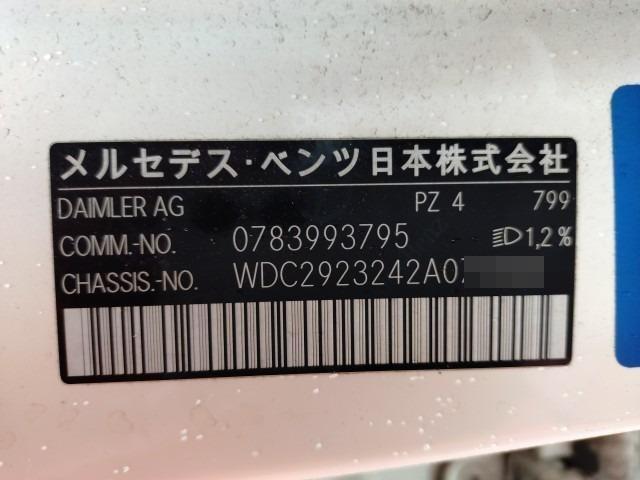 メルセデス・ベンツ日本株式会社
DAIMLER AG PZ 4 799
COMM.-NO. 0783993795 1,2%
CHASSIS.-NO. WDC2923242A0